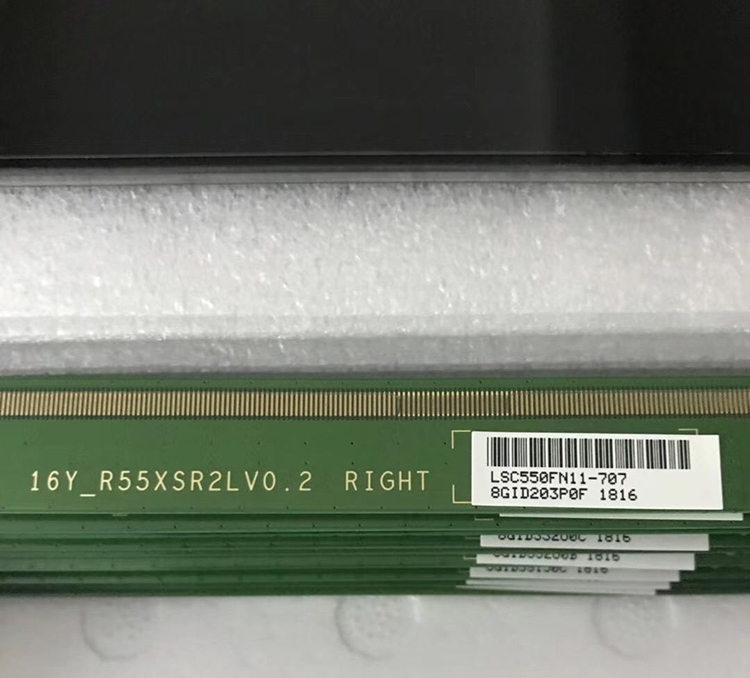 16Y_R55XSR2LV0.2 RIGHT
LSC550FN11-707
8GID203P0F 1816